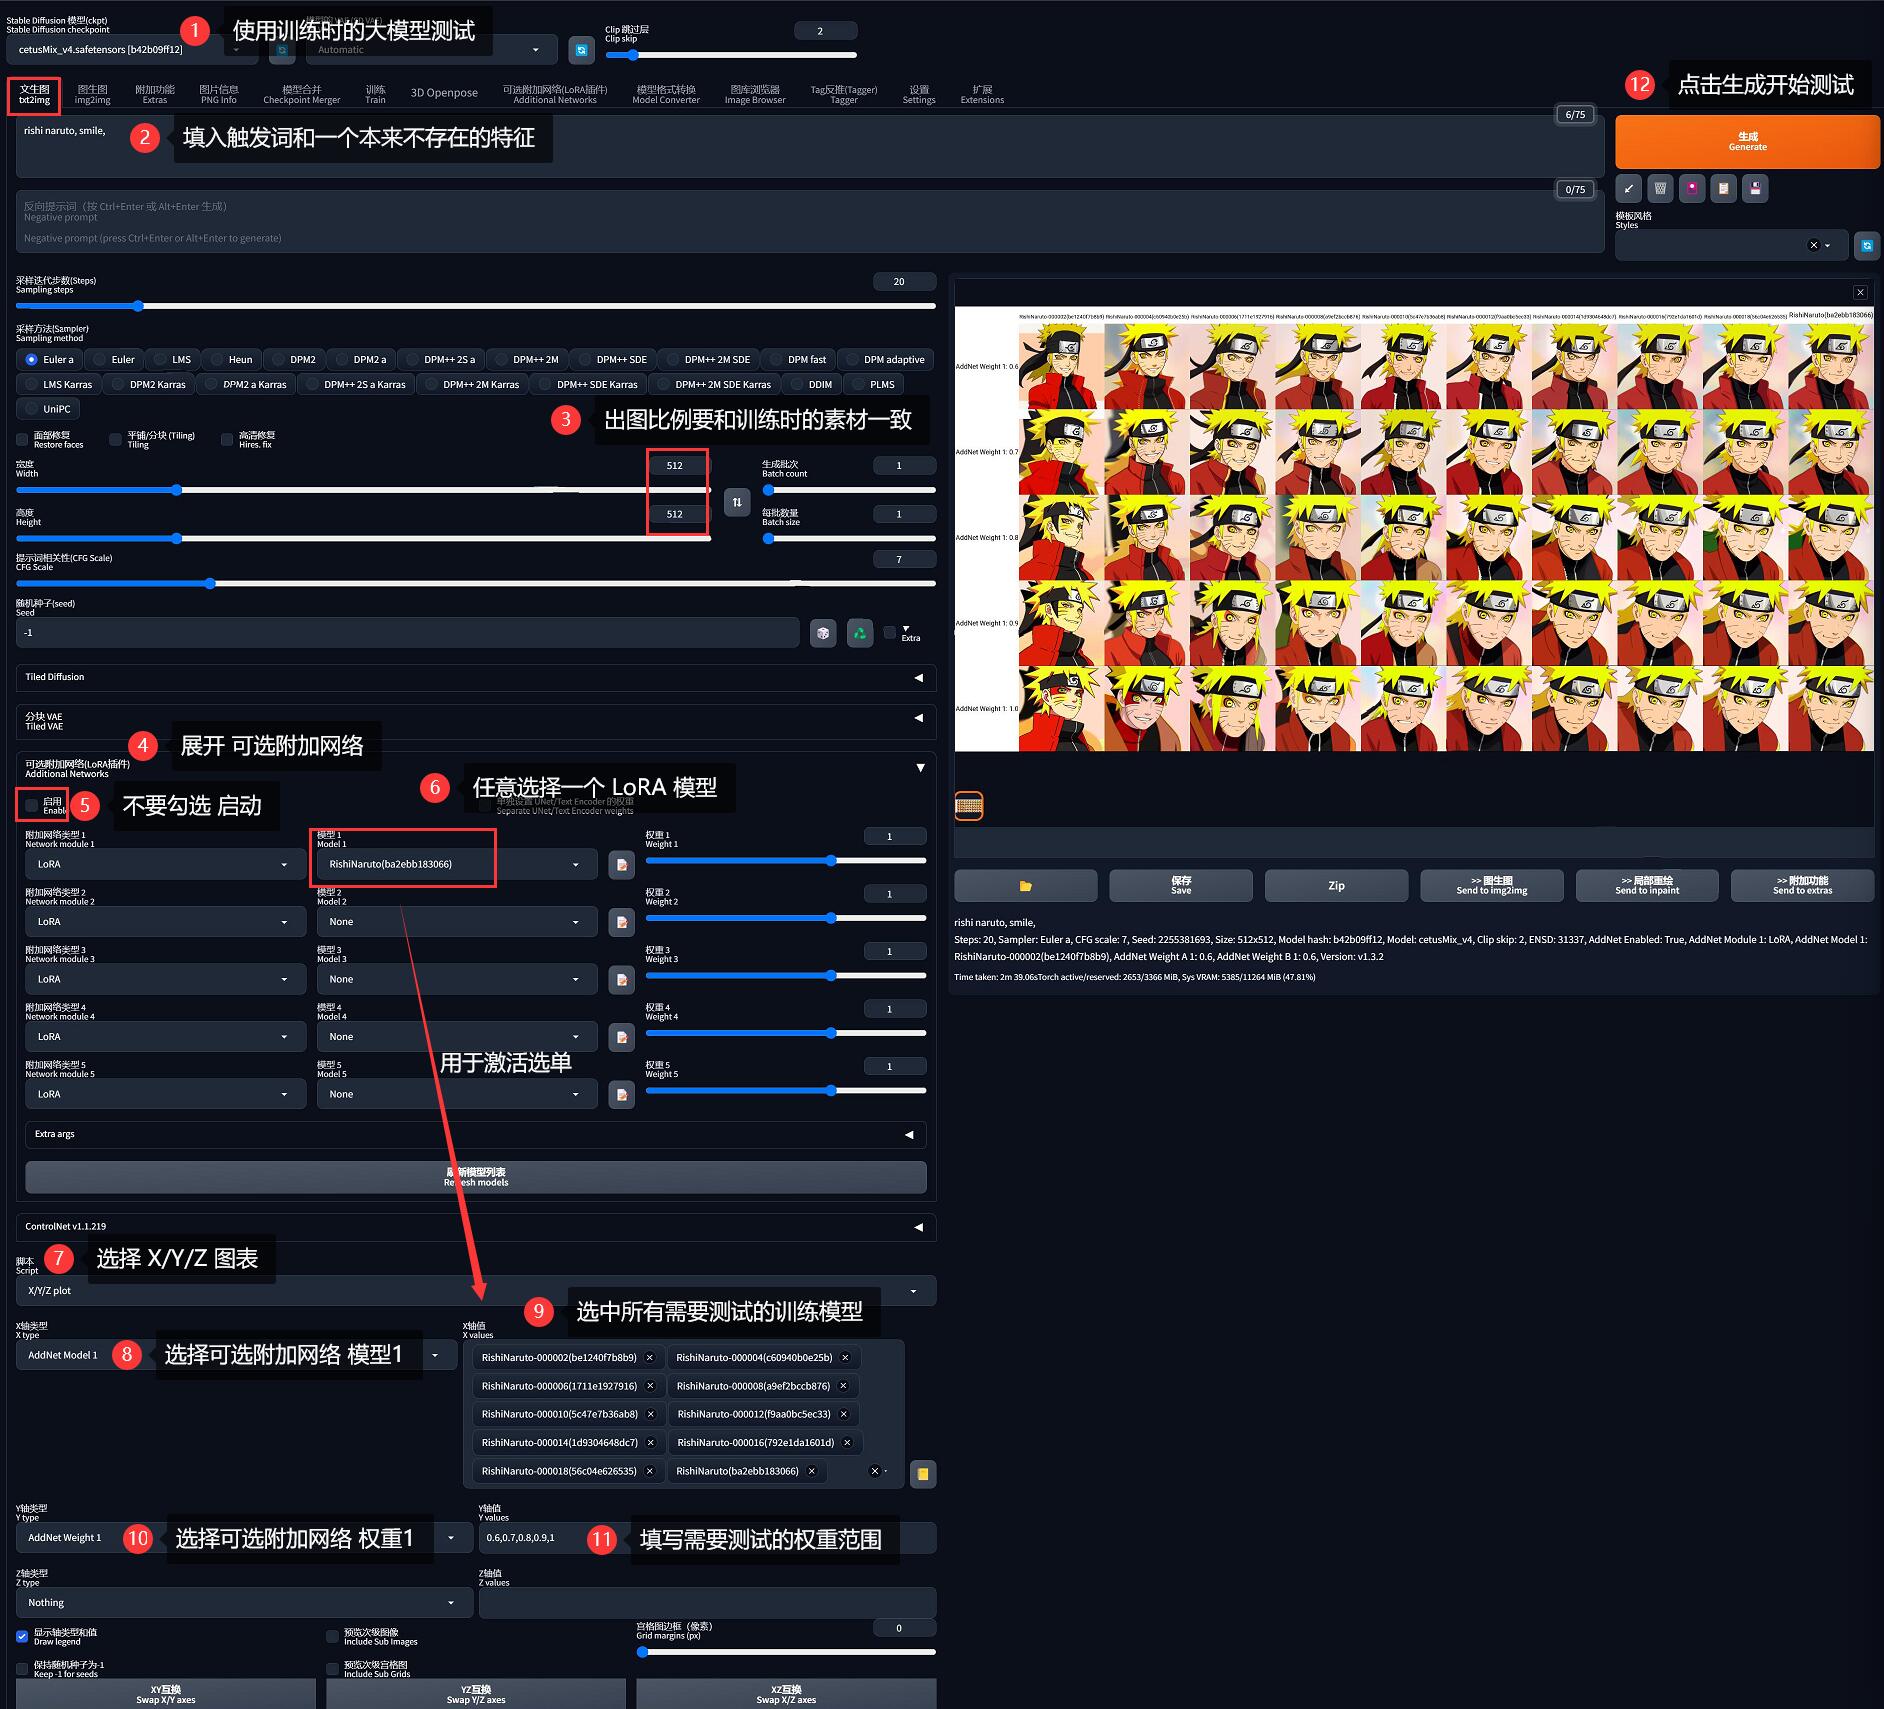 Stable Diffusion 模型(ckpt)
Stable Diffusion checkpoint
cetusMix_v4.safetensors [b42b09ff12]
1
使用训练时的大模型测试
Automatic
Clip 跳过层
Clip skip
2
文生图
txt2img
图生图
img2img
附加功能
Extras
图片信息
PNG Info
模型合并
Checkpoint Merger
训练
Train
3D Openpose
可选附加网络(LoRA插件)
Additional Networks
模型格式转换
Model Converter
图库浏览器
Image Browser
Tag反推(Tagger)
Tagger
设置
Settings
扩展
Extensions
12
点击生成开始测试
rishi naruto, smile,
2
填入触发词和一个本来不存在的特征
6/75
生成
Generate
反向提示词（按 Ctrl+Enter 或 Alt+Enter 生成）
Negative prompt
Negative prompt (press Ctrl+Enter or Alt+Enter to generate)
0/75
模板风格
Styles
采样迭代步数(Steps)
Sampling steps
20
采样方法(Sampler)
Sampling method
Euler a Euler LMS Heun DPM2 DPM2 a DPM++ 2S a DPM++ 2M DPM++ SDE DPM++ 2M SDE DPM fast DPM adaptive
LMS Karras DPM2 Karras DPM2 a Karras DPM++ 2S a Karras DPM++ 2M Karras DPM++ SDE Karras DPM++ 2M SDE Karras DDIM PLMS
UniPC
3
出图比例要和训练时的素材一致
面部修复
Restore faces
平铺/分块 (Tiling)
Tiling
高清修复
Hires. fix
宽度
Width
512
生成批次
Batch count
1
高度
Height
512
每批数量
Batch size
1
提示词相关性(CFG Scale)
CFG Scale
7
随机种子(seed)
Seed
-1
Extra
Tiled Diffusion
分块 VAE
Tiled VAE
4
展开 可选附加网络
可选附加网络(LoRA插件)
Additional Networks
启用
Enabl
5
不要勾选 启动
6
任意选择一个 LoRA 模型
单独设置 UNet/Text Encoder 的权重
Separate UNet/Text Encoder weights
附加网络类型 1
Network module 1
LoRA
模型 1
Model 1
RishiNaruto(ba2ebb183066)
权重 1
Weight 1
1
附加网络类型 2
Network module 2
LoRA
模型 2
Model 2
None
权重 2
Weight 2
1
附加网络类型 3
Network module 3
LoRA
模型 3
Model 3
None
权重 3
Weight 3
1
附加网络类型 4
Network module 4
LoRA
模型 4
Model 4
None
权重 4
Weight 4
1
附加网络类型 5
Network module 5
LoRA
模型 5
Model 5
None
权重 5
Weight 5
1
用于激活选单
Extra args
刷新模型列表
Refresh models
ControlNet v1.1.219
脚本
Script
7
选择 X/Y/Z 图表
X/Y/Z plot
9
选中所有需要测试的训练模型
X轴类型
X type
AddNet Model 1
8
选择可选附加网络 模型1
X轴值
X values
RishiNaruto-000002(be1240f7b8b9) RishiNaruto-000004(c60940b0e25b)
RishiNaruto-000006(1711e1927916) RishiNaruto-000008(a9ef2bccb876)
RishiNaruto-000010(5c47e7b36ab8) RishiNaruto-000012(f9aa0bc5ec33)
RishiNaruto-000014(1d9304648dc7) RishiNaruto-000016(792e1da1601d)
RishiNaruto-000018(56c04e626535) RishiNaruto(ba2ebb183066)
Y轴类型
Y type
AddNet Weight 1
10
选择可选附加网络 权重1
Y轴值
Y values
0.6,0.7,0.8,0.9,1
11
填写需要测试的权重范围
Z轴类型
Z type
Nothing
Z轴值
Z values
显示轴类型和值
Draw legend
预览次级图像
Include Sub Images
宫格图边框（像素）
Grid margins (px)
0
保持随机种子为-1
Keep -1 for seeds
预览次级宫格图
Include Sub Grids
XY互换
Swap X/Y axes
YZ互换
Swap Y/Z axes
XZ互换
Swap X/Z axes
RishiNaruto-000002(be1240f7b8b9) RishiNaruto-000004(c60940b0e25b) RishiNaruto-000006(1711e1927916) RishiNaruto-000008(a9ef2bccb876) RishiNaruto-000010(5c47e7b36ab8) RishiNaruto-000012(f9aa0bc5ec33) RishiNaruto-000014(1d9304648dc7) RishiNaruto-000016(792e1da1601d) RishiNaruto-000018(56c04e626535) RishiNaruto(ba2ebb183066)
AddNet Weight 1: 0.6
AddNet Weight 1: 0.7
AddNet Weight 1: 0.8
AddNet Weight 1: 0.9
AddNet Weight 1: 1.0
保存
Save
Zip
>> 图生图
Send to img2img
>> 局部重绘
Send to inpaint
>> 附加功能
Send to extras
rishi naruto, smile,
Steps: 20, Sampler: Euler a, CFG scale: 7, Seed: 2255381693, Size: 512x512, Model hash: b42b09ff12, Model: cetusMix_v4, Clip skip: 2, ENSD: 31337, AddNet Enabled: True, AddNet Module 1: LoRA, AddNet Model 1:
RishiNaruto-000002(be1240f7b8b9), AddNet Weight A 1: 0.6, AddNet Weight B 1: 0.6, Version: v1.3.2
Time taken: 2m 39.06sTorch active/reserved: 2653/3366 MiB, Sys VRAM: 5385/11264 MiB (47.81%)